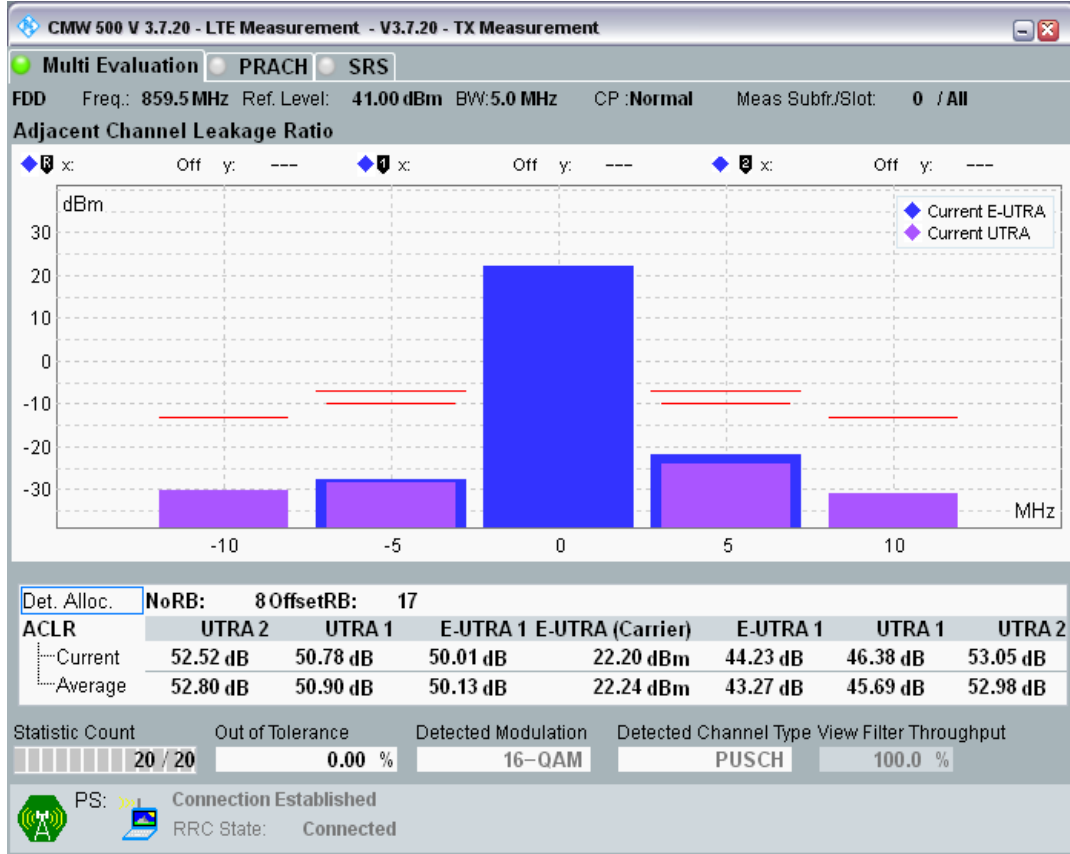 CMW 500 V 3.7.20 - LTE Measurement - V3.7.20 - TX Measurement
Multi Evaluation PRACH SRS
FDD Freq.: 859.5 MHz Ref. Level: 41.00 dBm BW:5.0 MHz CP :Normal Meas Subfr./Slot: 0 / All
Adjacent Channel Leakage Ratio
R x: Off y: --- 1 x: Off y: --- 2 x: Off y: ---
dBm
Current E-UTRA
Current UTRA
30
20
10
0
-10
-20
-30
MHz
-10 -5 0 5 10
Det. Alloc. NoRB: 8 OffsetRB: 17
ACLR UTRA 2 UTRA 1 E-UTRA 1 E-UTRA (Carrier) E-UTRA 1 UTRA 1 UTRA 2
Current 52.52 dB 50.78 dB 50.01 dB 22.20 dBm 44.23 dB 46.38 dB 53.05 dB
Average 52.80 dB 50.90 dB 50.13 dB 22.24 dBm 43.27 dB 45.69 dB 52.98 dB
Statistic Count Out of Tolerance Detected Modulation Detected Channel Type View Filter Throughput
20 / 20 0.00 % 16-QAM PUSCH 100.0 %
PS: Connection Established
RRC State: Connected